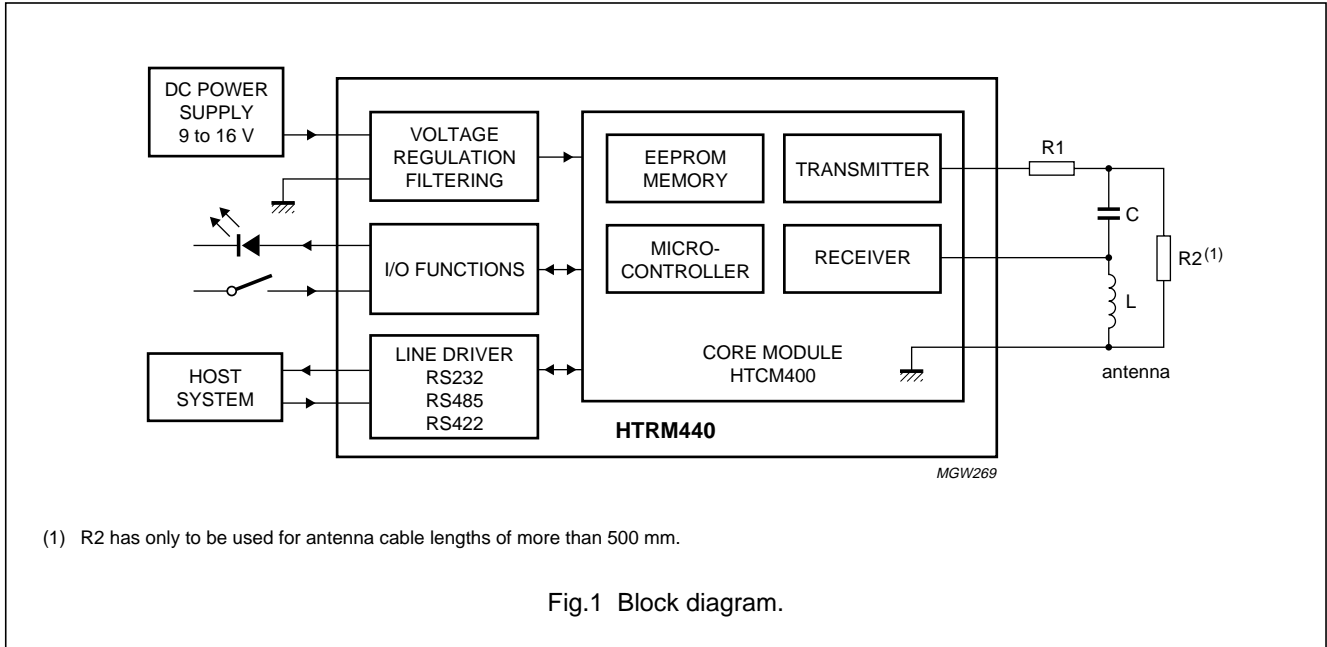 DC POWER
SUPPLY
9 to 16 V
VOLTAGE
REGULATION
FILTERING
EEPROM
MEMORY
TRANSMITTER
R1
C
R2(1)
I/O FUNCTIONS
MICRO-
CONTROLLER
RECEIVER
L
HOST
SYSTEM
LINE DRIVER
RS232
RS485
RS422
CORE MODULE
HTCM400
antenna
HTRM440
MGW269
(1) R2 has only to be used for antenna cable lengths of more than 500 mm.
Fig.1 Block diagram.